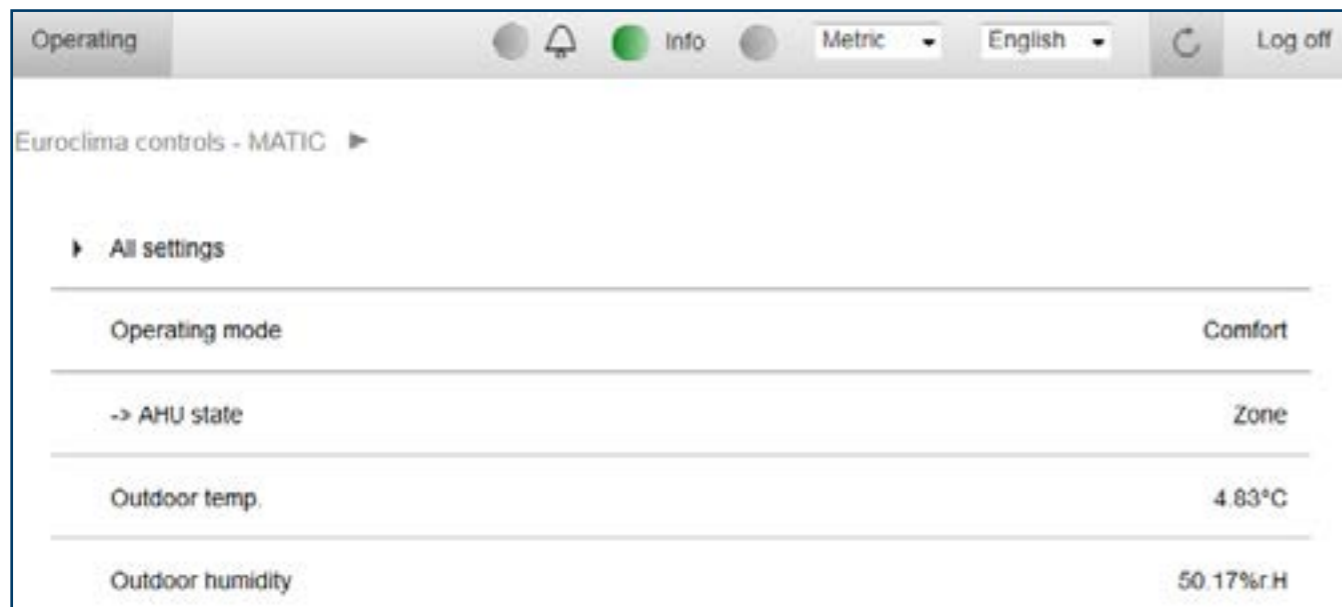 Operating Info Metric English Log off
Euroclima controls - MATIC
All settings
Operating mode Comfort
-> AHU state Zone
Outdoor temp. 4.83°C
Outdoor humidity 50.17%r.H